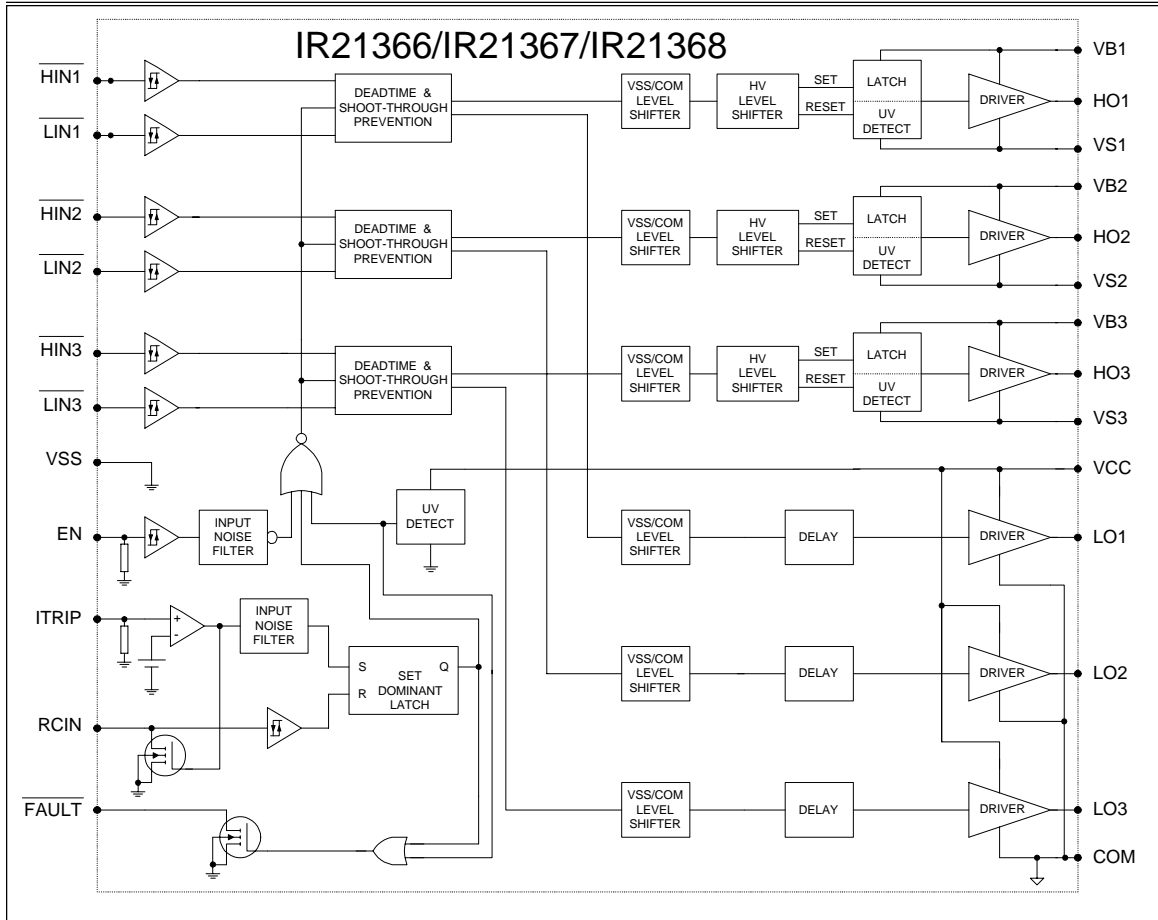 IR21366/IR21367/IR21368
HIN1
LIN1
HIN2
LIN2
HIN3
LIN3
VSS
EN
ITRIP
RCIN
FAULT
DEADTIME &
SHOOT-THROUGH
PREVENTION
VSS/COM
LEVEL
SHIFTER
HV
LEVEL
SHIFTER
SET
RESET
LATCH
UV
DETECT
DRIVER
VB1
HO1
VS1
DEADTIME &
SHOOT-THROUGH
PREVENTION
VSS/COM
LEVEL
SHIFTER
HV
LEVEL
SHIFTER
SET
RESET
LATCH
UV
DETECT
DRIVER
VB2
HO2
VS2
DEADTIME &
SHOOT-THROUGH
PREVENTION
VSS/COM
LEVEL
SHIFTER
HV
LEVEL
SHIFTER
SET
RESET
LATCH
UV
DETECT
DRIVER
VB3
HO3
VS3
VCC
INPUT
NOISE
FILTER
UV
DETECT
VSS/COM
LEVEL
SHIFTER
DELAY
DRIVER
LO1
+
-
INPUT
NOISE
FILTER
S
R
Q
SET
DOMINANT
LATCH
VSS/COM
LEVEL
SHIFTER
DELAY
DRIVER
LO2
VSS/COM
LEVEL
SHIFTER
DELAY
DRIVER
LO3
COM